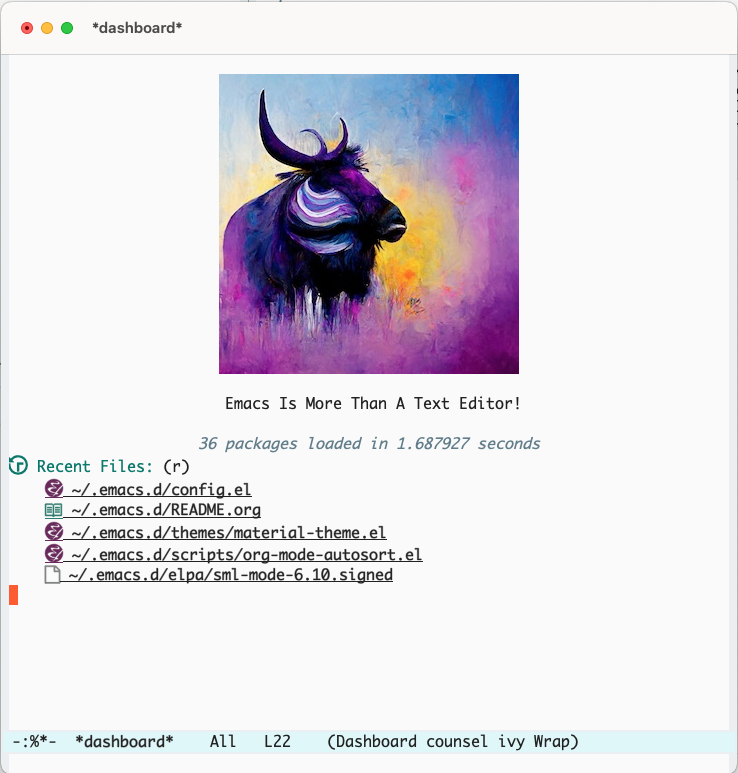 *dashboard*
Emacs Is More Than A Text Editor!
36 packages loaded in 1.687927 seconds
Recent Files: (r)
~/.emacs.d/config.el
~/.emacs.d/README.org
~/.emacs.d/themes/material-theme.el
~/.emacs.d/scripts/org-mode-autosort.el
~/.emacs.d/elpa/sml-mode-6.10.signed
-:%*-  *dashboard*    All   L22    (Dashboard counsel ivy Wrap)